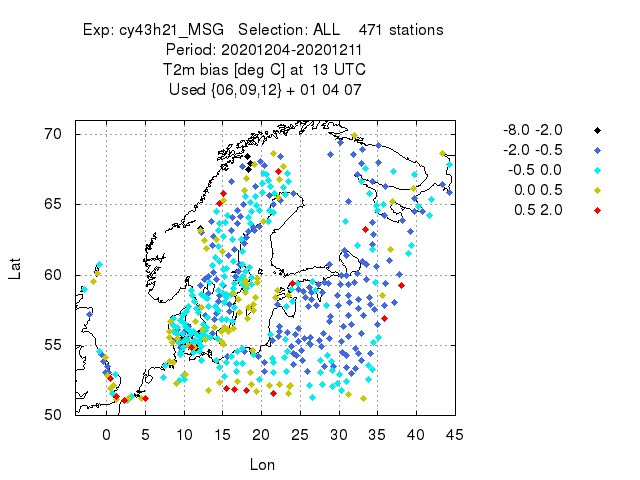 Exp: cy43h21_MSG Selection: ALL 471 stations
Period: 20201204-20201211
T2m bias [deg C] at 13 UTC
Used {06,09,12} + 01 04 07
-8.0 -2.0
-2.0 -0.5
-0.5 0.0
0.0 0.5
0.5 2.0
70
65
60
55
50
Lat
0 5 10 15 20 25 30 35 40 45
Lon